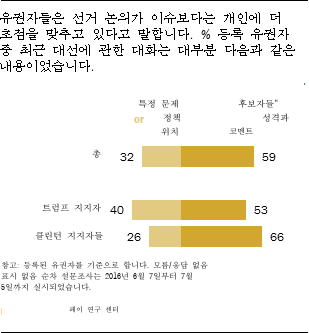 유권자들은 선거 논의가 이슈보다는 개인에 더
초점을 맞추고 있다고 말합니다. % 등록 유권자
중 최근 대선에 관한 대화는 대부분 다음과 같은
내용이었습니다.
특정 문제
or 정책
위치
후보자들"
성격과
코멘트
총 32 59
트럼프 지지자 40 53
클린턴 지지자들 26 66
참고: 등록된 유권자를 기준으로 합니다. 모름/응답 없음
표시 없음 순차 설문조사는 2016년 6월 7일부터 7월
5일까지 실시되었습니다.
페이 연구 센터